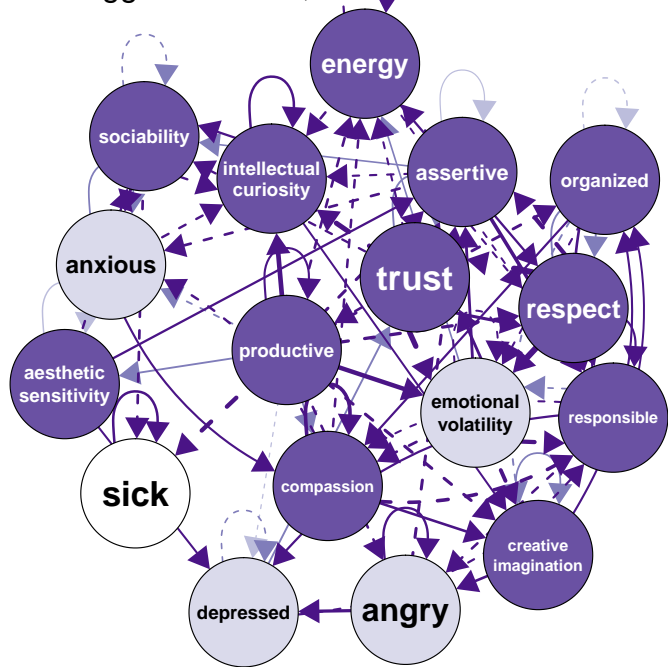 energy
sociability
intellectual
curiosity
assertive
organized
anxious
trust
respect
productive
aesthetic
sensitivity
emotional
volatility
responsible
sick
compassion
creative
imagination
depressed
angry